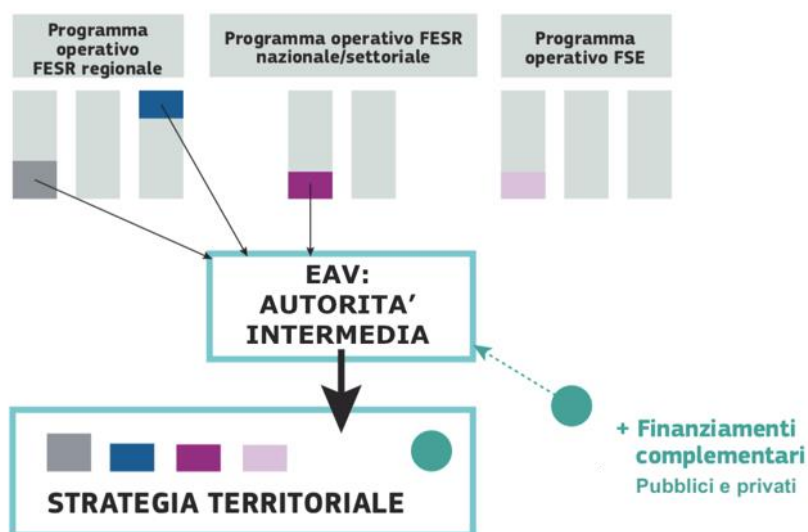 Programma
operativo
FESR regionale
Programma operativo FESR
nazionale/settoriale
Programma
operativo FSE
EAV:
AUTORITA’
INTERMEDIA
+ Finanziamenti
complementari
Pubblici e privati
STRATEGIA TERRITORIALE